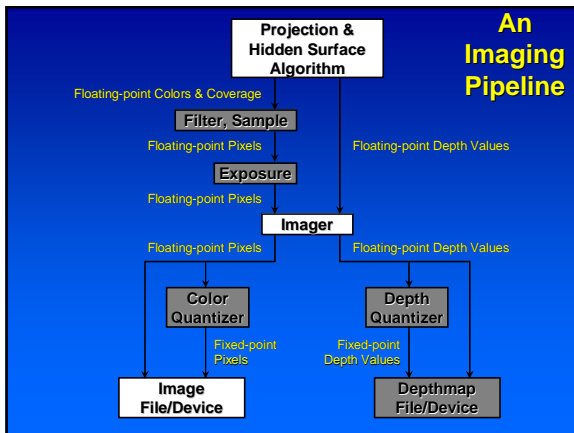 An
Imaging
Pipeline
Projection &
Hidden Surface
Algorithm
Floating-point Colors & Coverage
Filter, Sample
Floating-point Pixels
Floating-point Depth Values
Exposure
Floating-point Pixels
Imager
Floating-point Pixels
Floating-point Depth Values
Color
Quantizer
Depth
Quantizer
Fixed-point
Pixels
Fixed-point
Depth Values
Image
File/Device
Depthmap
File/Device